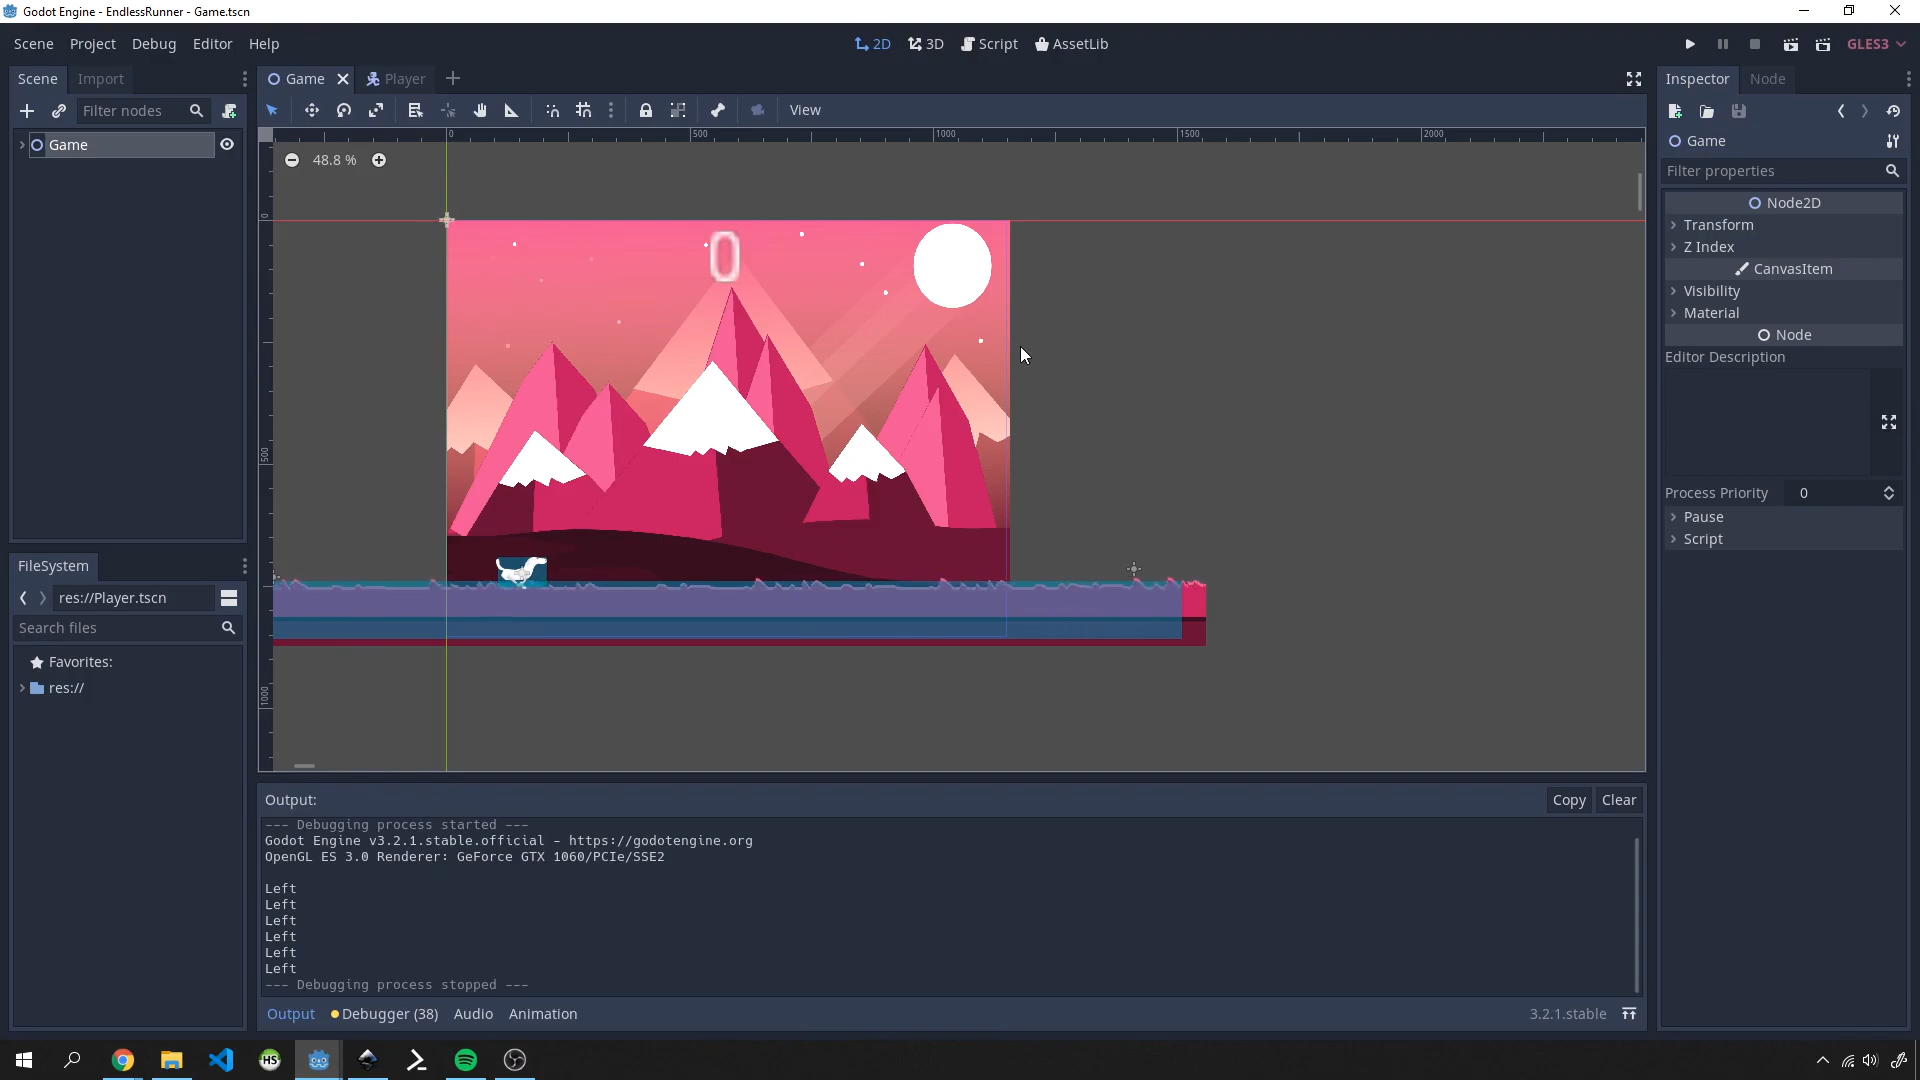 Godot Engine - EndlessRunner - Game.tscn
Scene Project Debug Editor Help
2D 3D Script AssetLib
GLES3
Scene Import
Game Player
Inspector Node
Filter nodes
View
Game
Game
Filter properties
48.8 %
0 500 1000 1500 2000
0
500
1000
0
Node2D
Transform
Z Index
CanvasItem
Visibility
Material
Node
Editor Description
Process Priority 0
Pause
Script
FileSystem
res://Player.tscn
Search files
Favorites:
res://
Output:
Copy Clear
--- Debugging process started ---
Godot Engine v3.2.1.stable.official - https://godotengine.org
OpenGL ES 3.0 Renderer: GeForce GTX 1060/PCIe/SSE2
Left
Left
Left
Left
Left
Left
--- Debugging process stopped ---
Output Debugger (38) Audio Animation
3.2.1.stable
HS